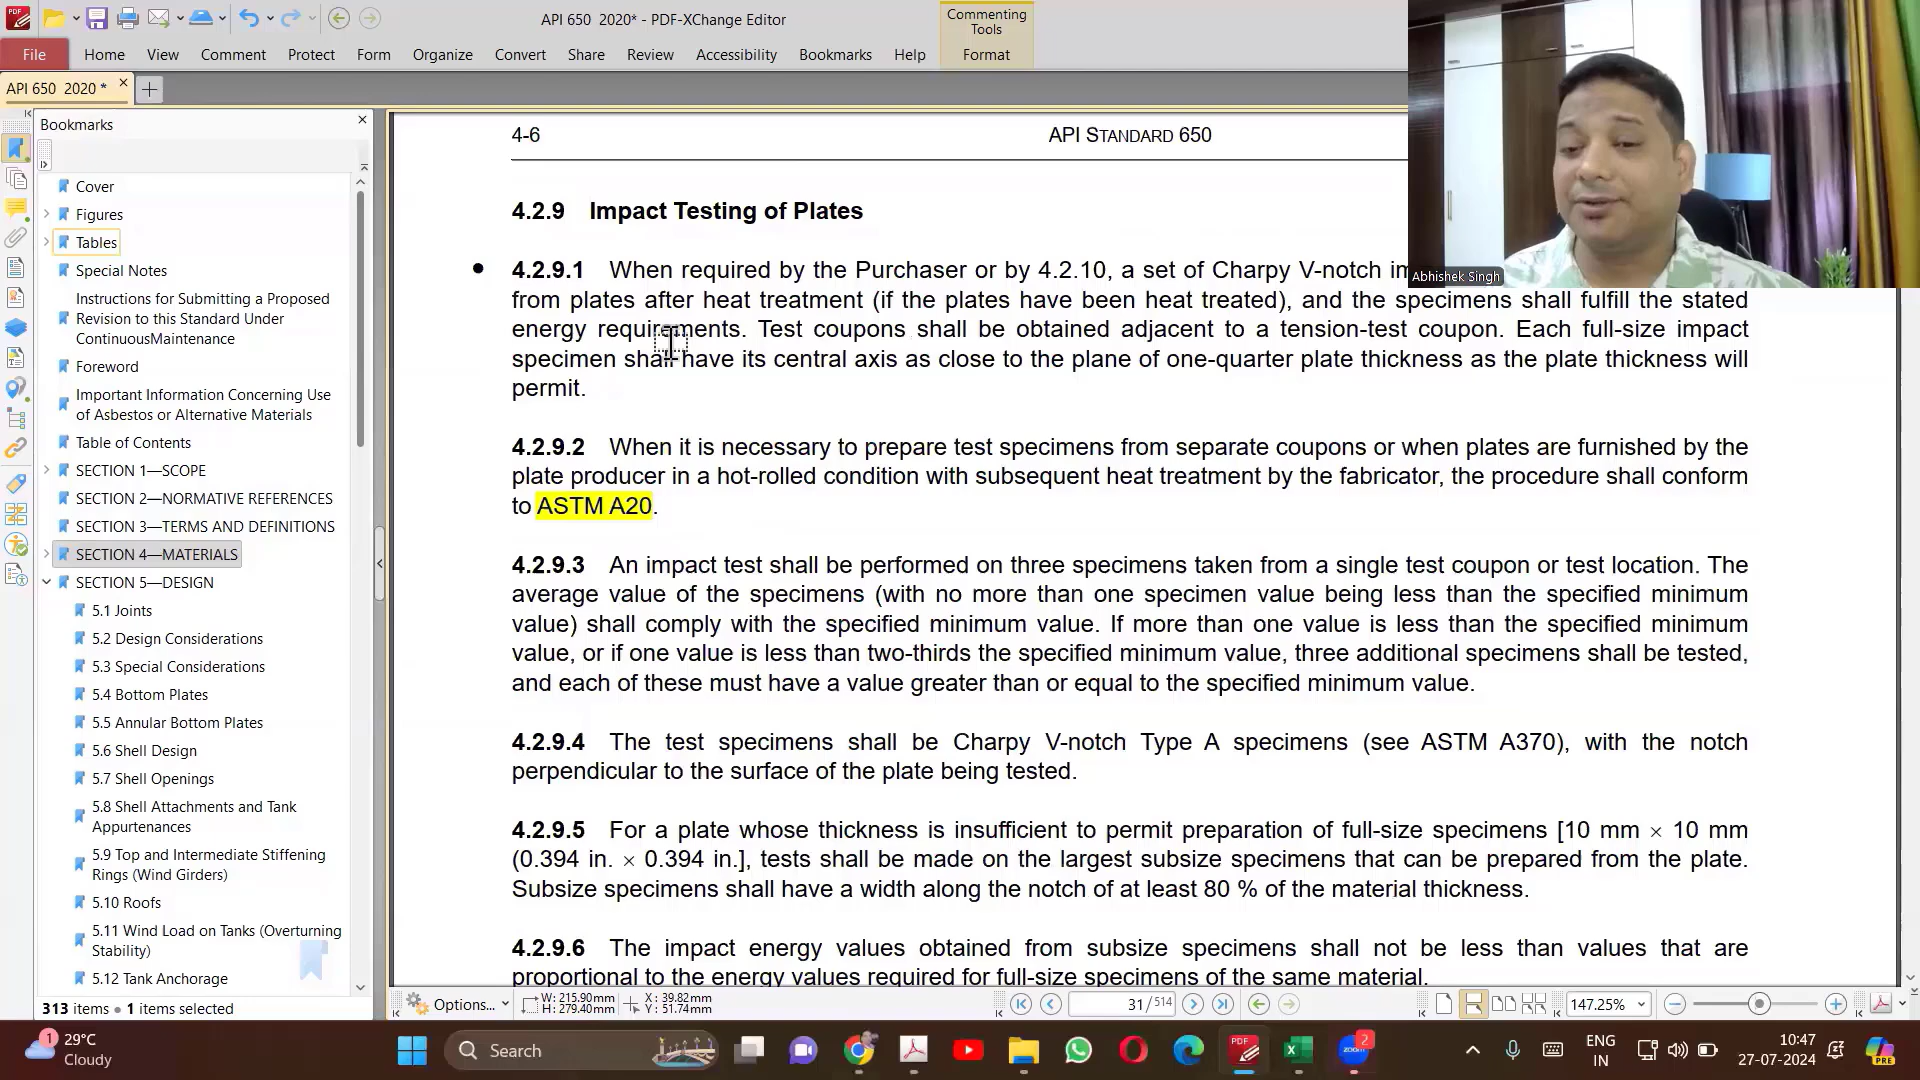 API 650  2020* - PDF-XChange Editor
Commenting
Tools
File
Home
View
Comment
Protect
Form
Organize
Convert
Share
Review
Accessibility
Bookmarks
Help
Format
API 650  2020 *
Bookmarks
Cover
Figures
Tables
Special Notes
Instructions for Submitting a Proposed
Revision to this Standard Under
ContinuousMaintenance
Foreword
Important Information Concerning
Use of Asbestos or Alternative Materials
Table of Contents
SECTION 1—SCOPE
SECTION 2—NORMATIVE REFERENCES
SECTION 3—TERMS AND DEFINITIONS
SECTION 4—MATERIALS
SECTION 5—DESIGN
5.1 Joints
5.2 Design Considerations
5.3 Special Considerations
5.4 Bottom Plates
5.5 Annular Bottom Plates
5.6 Shell Design
5.7 Shell Openings
5.8 Shell Attachments and Tank
Appurtenances
5.9 Top and Intermediate Stiffening
Rings (Wind Girders)
5.10 Roofs
5.11 Wind Load on Tanks (Overturning
Stability)
5.12 Tank Anchorage
313 items • 1 items selected
4-6
API STANDARD 650
4.2.9 Impact Testing of Plates
• 4.2.9.1 When required by the Purchaser or by 4.2.10, a set of Charpy V-notch im
from plates after heat treatment (if the plates have been heat treated), and the specimens shall fulfill the stated
energy requirements. Test coupons shall be obtained adjacent to a tension-test coupon. Each full-size impact
specimen shall have its central axis as close to the plane of one-quarter plate thickness as the plate thickness will
permit.
4.2.9.2 When it is necessary to prepare test specimens from separate coupons or when plates are furnished by the
plate producer in a hot-rolled condition with subsequent heat treatment by the fabricator, the procedure shall conform
to ASTM A20.
4.2.9.3 An impact test shall be performed on three specimens taken from a single test coupon or test location. The
average value of the specimens (with no more than one specimen value being less than the specified minimum
value) shall comply with the specified minimum value. If more than one value is less than the specified minimum
value, or if one value is less than two-thirds the specified minimum value, three additional specimens shall be tested,
and each of these must have a value greater than or equal to the specified minimum value.
4.2.9.4 The test specimens shall be Charpy V-notch Type A specimens (see ASTM A370), with the notch
perpendicular to the surface of the plate being tested.
4.2.9.5 For a plate whose thickness is insufficient to permit preparation of full-size specimens [10 mm × 10 mm
(0.394 in. × 0.394 in.], tests shall be made on the largest subsize specimens that can be prepared from the plate.
Subsize specimens shall have a width along the notch of at least 80 % of the material thickness.
4.2.9.6 The impact energy values obtained from subsize specimens shall not be less than values that are
proportional to the energy values required for full-size specimens of the same material.
Abhishek Singh
Options...
W: 215.90mm
H: 279.40mm
X: 39.82mm
Y: 51.74mm
31 / 514
147.25%
1
29°C
Cloudy
Search
PDF
zoom
2
ENG
IN
10:47
27-07-2024
PRE